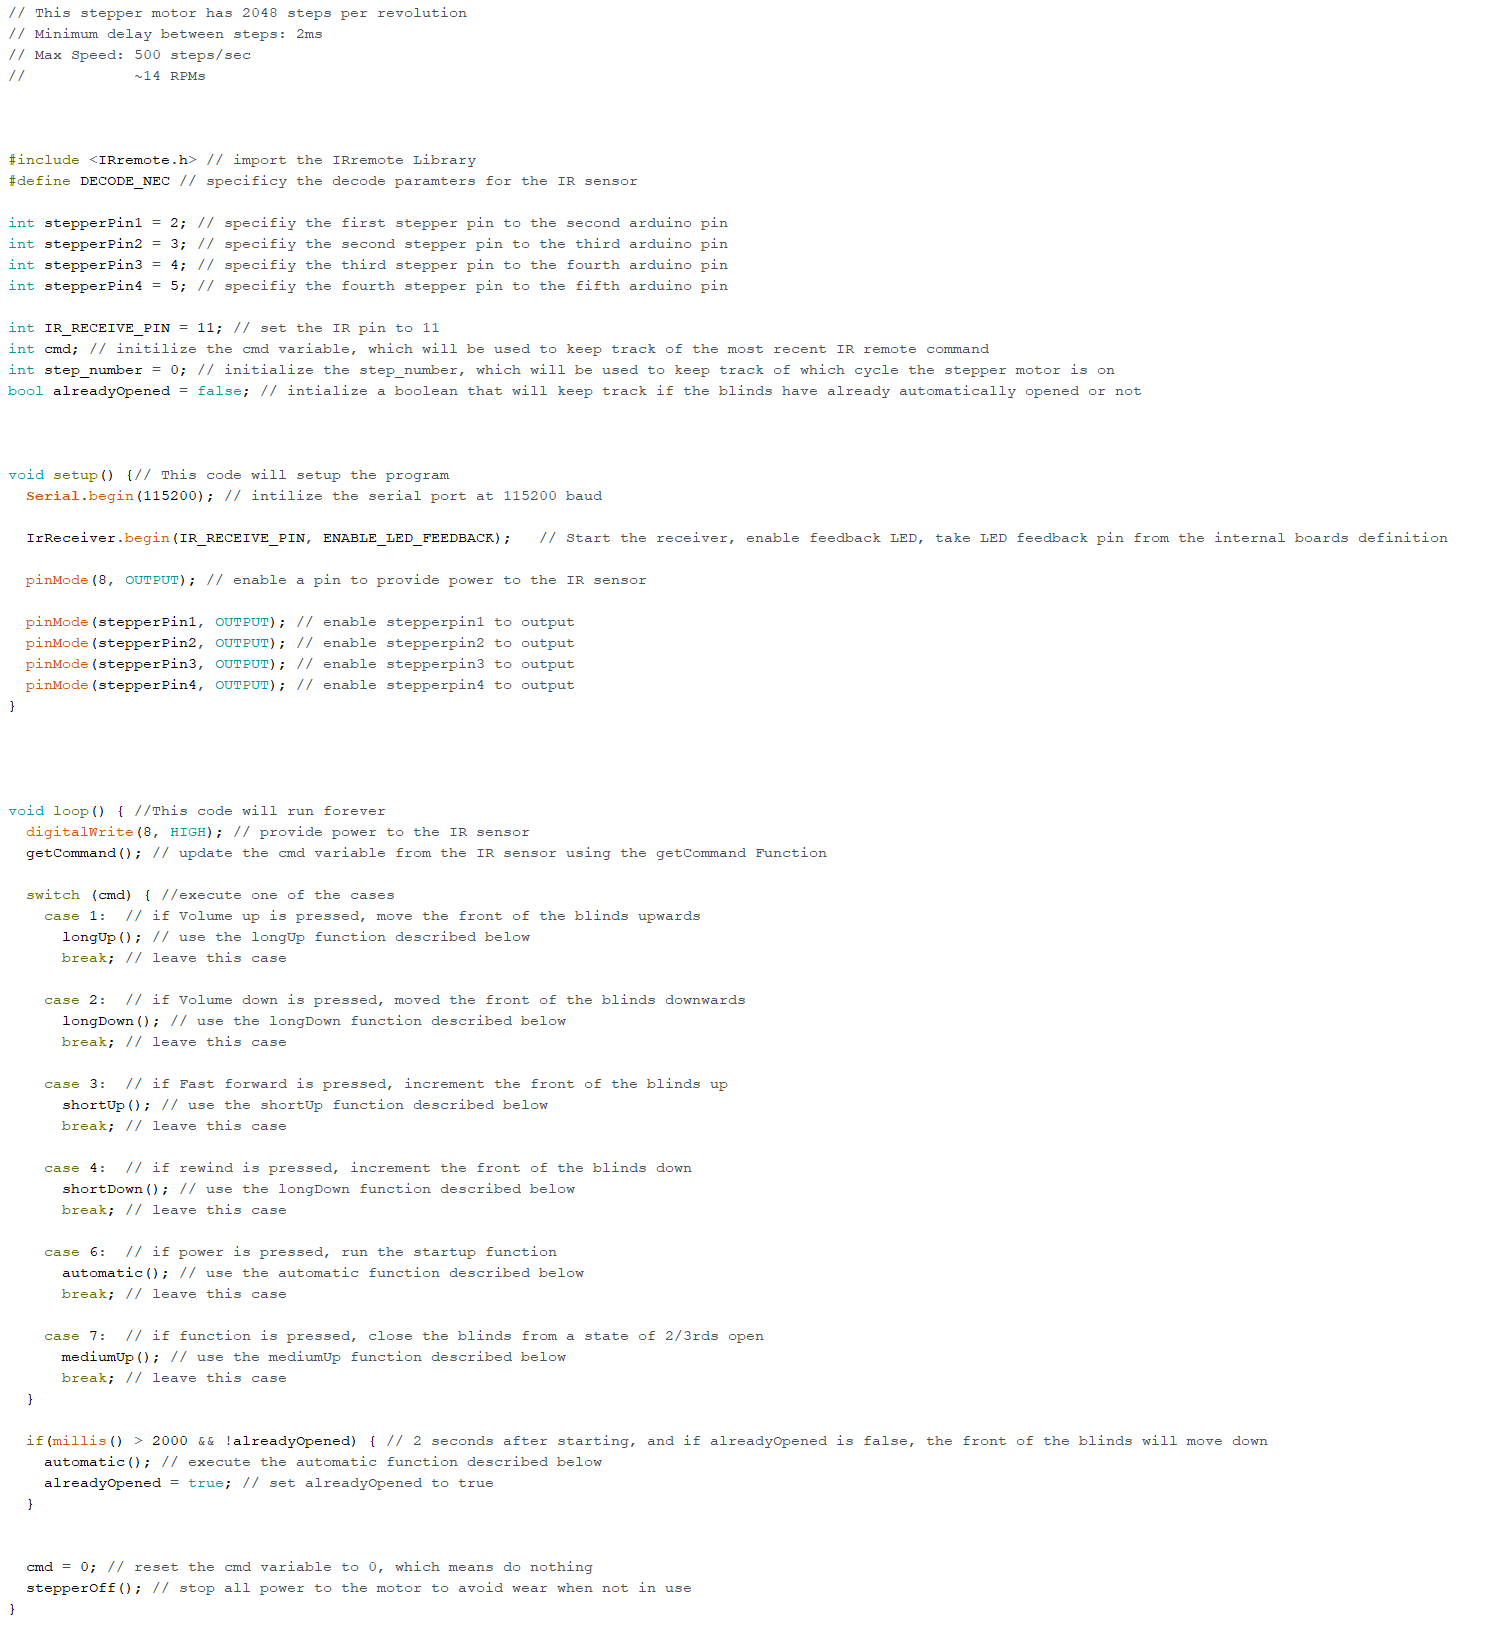 // This stepper motor has 2048 steps per revolution
// Minimum delay between steps: 2ms
// Max Speed: 500 steps/sec
//            ~14 RPMs
#include <IRremote.h> // import the IRremote Library
#define DECODE_NEC // specificy the decode paramters for the IR sensor
int stepperPin1 = 2; // specifiy the first stepper pin to the second arduino pin
int stepperPin2 = 3; // specifiy the second stepper pin to the third arduino pin
int stepperPin3 = 4; // specifiy the third stepper pin to the fourth arduino pin
int stepperPin4 = 5; // specifiy the fourth stepper pin to the fifth arduino pin
int IR_RECEIVE_PIN = 11; // set the IR pin to 11
int cmd; // initilize the cmd variable, which will be used to keep track of the most recent IR remote command
int step_number = 0; // initialize the step_number, which will be used to keep track of which cycle the stepper motor is on
bool alreadyOpened = false; // intialize a boolean that will keep track if the blinds have already automatically opened or not
void setup() {// This code will setup the program
  Serial.begin(115200); // intilize the serial port at 115200 baud
  IrReceiver.begin(IR_RECEIVE_PIN, ENABLE_LED_FEEDBACK);   // Start the receiver, enable feedback LED, take LED feedback pin from the internal boards definition
  pinMode(8, OUTPUT); // enable a pin to provide power to the IR sensor
  pinMode(stepperPin1, OUTPUT); // enable stepperpin1 to output
  pinMode(stepperPin2, OUTPUT); // enable stepperpin2 to output
  pinMode(stepperPin3, OUTPUT); // enable stepperpin3 to output
  pinMode(stepperPin4, OUTPUT); // enable stepperpin4 to output
}
void loop() { //This code will run forever
  digitalWrite(8, HIGH); // provide power to the IR sensor
  getCommand(); // update the cmd variable from the IR sensor using the getCommand Function
  switch (cmd) { //execute one of the cases
    case 1:  // if Volume up is pressed, move the front of the blinds upwards
      longUp(); // use the longUp function described below
      break; // leave this case
    case 2:  // if Volume down is pressed, moved the front of the blinds downwards
      longDown(); // use the longDown function described below
      break; // leave this case
    case 3:  // if Fast forward is pressed, increment the front of the blinds up
      shortUp(); // use the shortUp function described below
      break; // leave this case
    case 4:  // if rewind is pressed, increment the front of the blinds down
      shortDown(); // use the longDown function described below
      break; // leave this case
    case 6:  // if power is pressed, run the startup function
      automatic(); // use the automatic function described below
      break; // leave this case
    case 7:  // if function is pressed, close the blinds from a state of 2/3rds open
      mediumUp(); // use the mediumUp function described below
      break; // leave this case
  }
  if(millis() > 2000 && !alreadyOpened) { // 2 seconds after starting, and if alreadyOpened is false, the front of the blinds will move down
    automatic(); // execute the automatic function described below
    alreadyOpened = true; // set alreadyOpened to true
  }
  cmd = 0; // reset the cmd variable to 0, which means do nothing
  stepperOff(); // stop all power to the motor to avoid wear when not in use
}